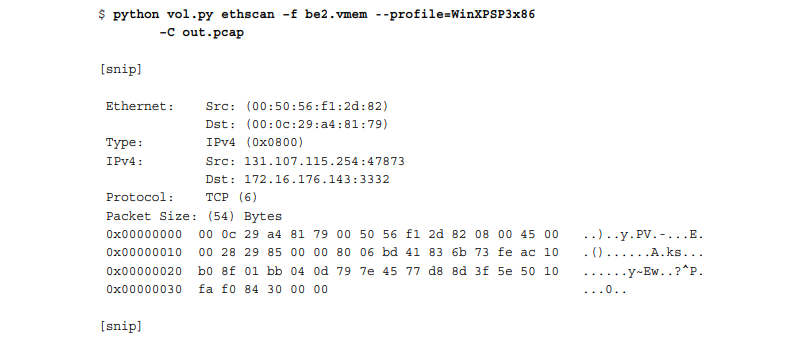 $ python vol.py ethscan -f be2.vmem --profile=WinXPSP3x86
-C out.pcap
[snip]
Ethernet: Src: (00:50:56:f1:2d:82)
Dst: (00:0c:29:a4:81:79)
Type: IPv4 (0x0800)
IPv4: Src: 131.107.115.254:47873
Dst: 172.16.176.143:3332
Protocol: TCP (6)
Packet Size: (54) Bytes
0x00000000 00 0c 29 a4 81 79 00 50 56 f1 2d 82 08 00 45 00 ..)..y.PV.-...E.
0x00000010 00 28 29 85 00 00 80 06 bd 41 83 6b 73 fe ac 10 .()......A.ks...
0x00000020 b0 8f 01 bb 04 0d 79 7e 45 77 d8 8d 3f 5e 50 10 ......y~Ew..?^P.
0x00000030 fa f0 84 30 00 00 ...0..
[snip]